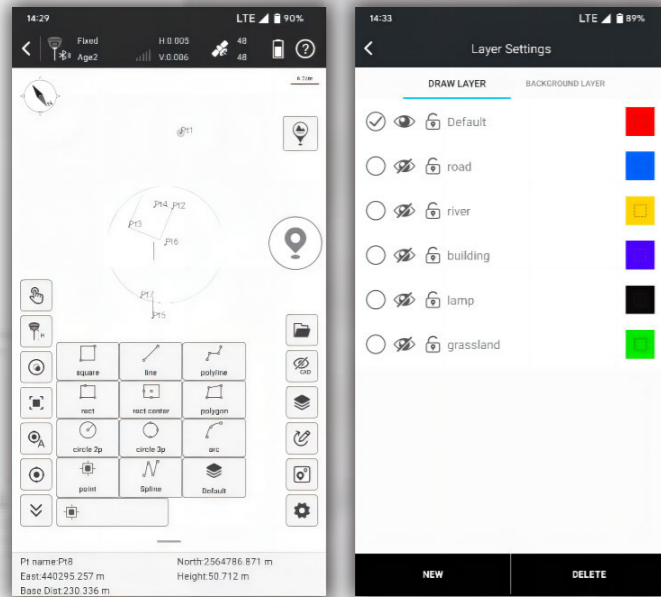 14:29
LTE 90%
Fixed H:0.005 48
Age2 V:0.006 48
Pt1
Pt4 Pt2
Pt3
Pt6
Pt7
Pt5
square line polyline
rect rect center polygon
circle 2p circle 3p arc
point Spline Default
CAD
Pt name:Pt8 North:2564786.871 m
East:440295.257 m Height:50.712 m
Base Dist:230.336 m
14:33
LTE 89%
Layer Settings
DRAW LAYER BACKGROUND LAYER
Default
road
river
building
lamp
grassland
NEW DELETE